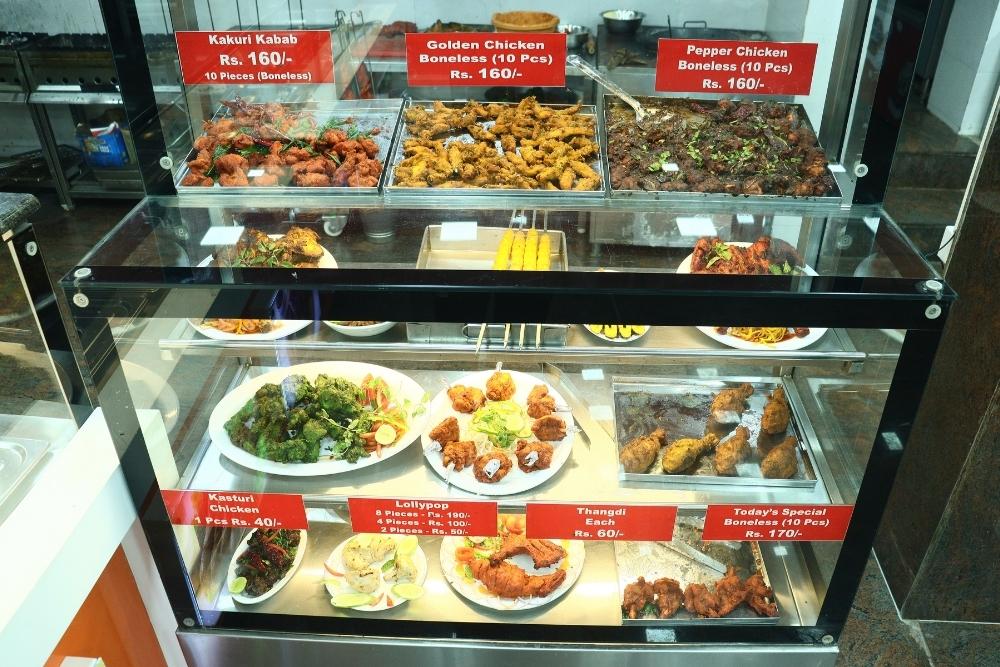 Kakuri Kabab
Rs. 160/-
10 Pieces (Boneless)
Golden Chicken
Boneless (10 Pcs)
Rs. 160/-
Pepper Chicken
Boneless (10 Pcs)
Rs. 160/-
Kasturi
Chicken
1 Pcs Rs. 40/-
Lollypop
8 Pieces - Rs. 190/-
4 Pieces - Rs. 100/-
2 Pieces - Rs. 50/-
Thangdi
Each
Rs. 60/-
Today's Special
Boneless (10 Pcs)
Rs. 170/-